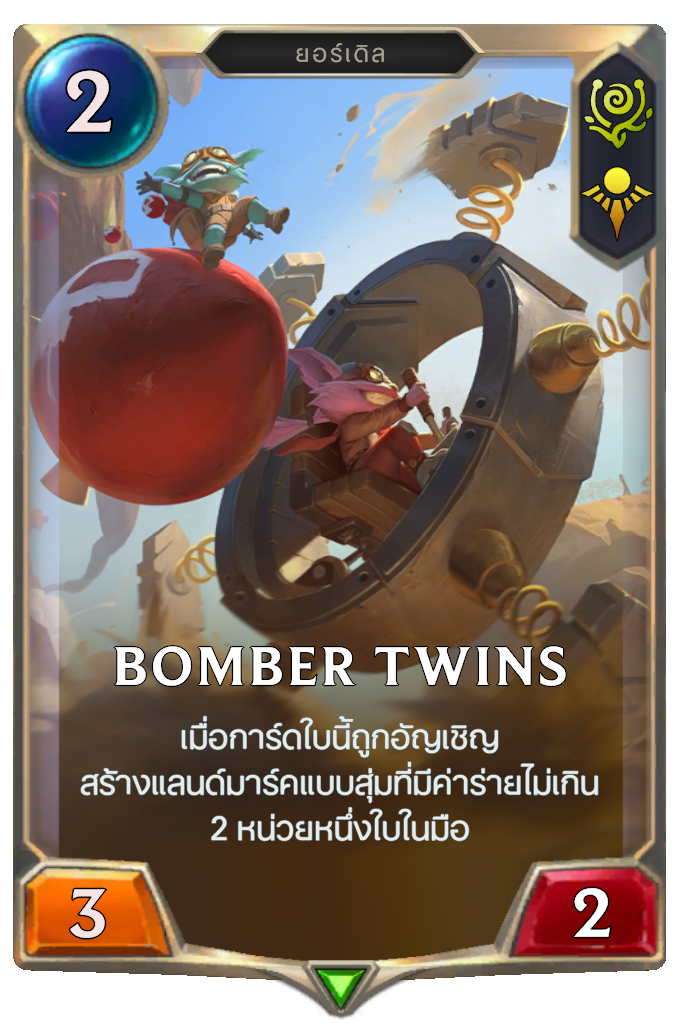 ยอร์เดิล
2
BOMBER TWINS
เมื่อการ์ดใบนี้ถูกอัญเชิญ
สร้างแลนด์มาร์คแบบสุ่มที่มีค่าร่ายไม่เกิน
2 หน่วยหนึ่งใบในมือ
3
2